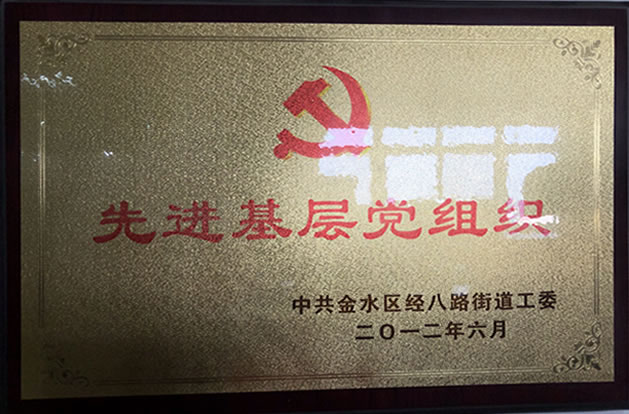 先进基层党组织
中共金水区经八路街道工委
二〇一二年六月